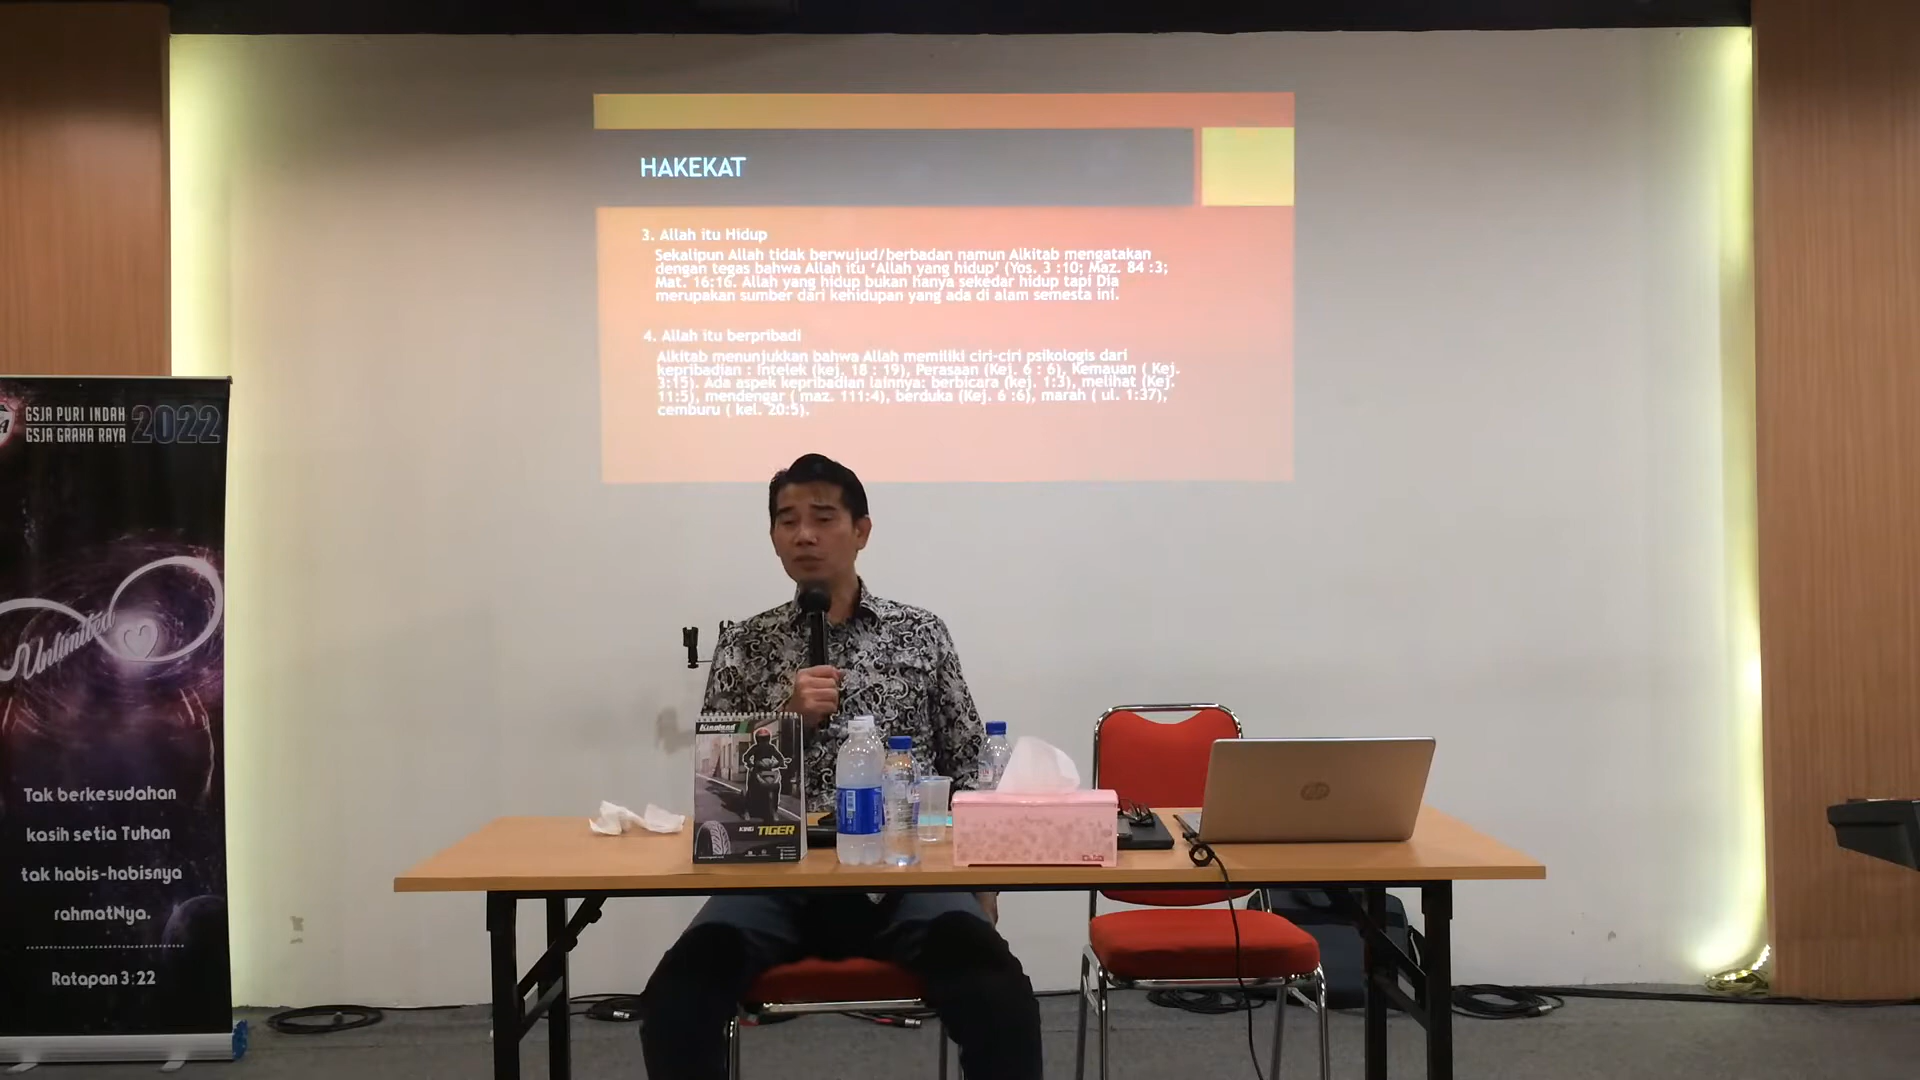 HAKEKAT
3. Allah itu Hidup
Sekalipun Allah tidak berwujud/berbadan namun Alkitab mengatakan
dengan tegas bahwa Allah itu ‘Allah yang hidup’ (Yos. 3 :10; Maz. 84 :3;
Mat. 16:16. Allah yang hidup bukan hanya sekedar hidup tapi Dia
merupakan sumber dari kehidupan yang ada di alam semesta ini.
4. Allah itu berpribadi
Alkitab menunjukkan bahwa Allah memiliki ciri-ciri psikologis dari
kepribadian : Intelek (kej. 18 : 19), Perasaan (Kej. 6 : 6), Kemauan ( Kej.
3:15). Ada aspek kepribadian lainnya: berbicara (kej. 1:3), melihat (Kej.
11:5), mendengar ( maz. 111:4), berduka (Kej. 6 :6), marah ( ul. 1:37),
cemburu ( kel. 20:5).
GSJA PURI INDAH
GSJA GRAHA RAYA
2022
Unlimited
Tak berkesudahan
kasih setia Tuhan
tak habis-habisnya
rahmatNya.
Ratapan 3:22
Kingland
KING TIGER
hp